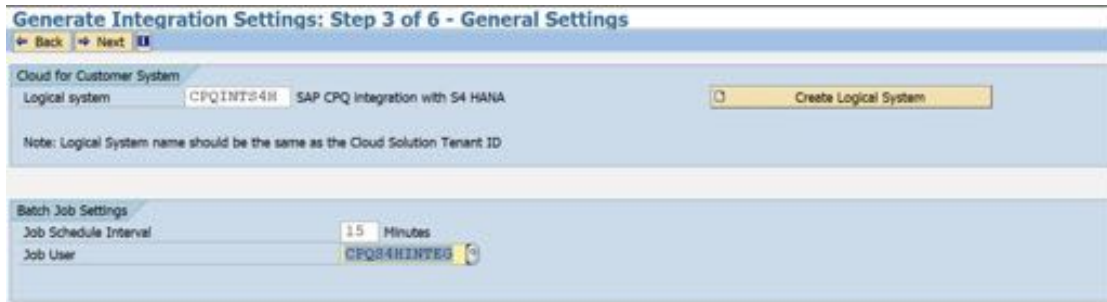 Generate Integration Settings: Step 3 of 6 - General Settings
Back Next
Cloud for Customer System
Logical system CPQINTS4H SAP CPQ integration with S4 HANA Create Logical System
Note: Logical System name should be the same as the Cloud Solution Tenant ID
Batch Job Settings
Job Schedule Interval 15 Minutes
Job User CPQS4HINTEG